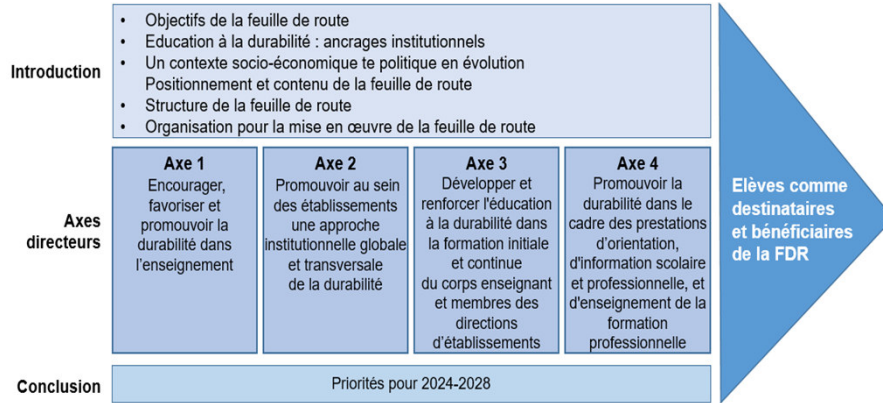 Introduction
• Objectifs de la feuille de route
• Education à la durabilité : ancrages institutionnels
• Un contexte socio-économique te politique en évolution
Positionnement et contenu de la feuille de route
• Structure de la feuille de route
• Organisation pour la mise en œuvre de la feuille de route
Axes
directeurs
Axe 1
Encourager,
favoriser et
promouvoir la
durabilité dans
l'enseignement
Axe 2
Promouvoir au sein
des établissements
une approche
institutionnelle globale
et transversale
de la durabilité
Axe 3
Développer et
renforcer l'éducation
à la durabilité dans
la formation initiale
et continue
du corps enseignant
et membres des
directions
d'établissements
Axe 4
Promouvoir la
durabilité dans le
cadre des prestations
d'orientation,
d'information scolaire
et professionnelle, et
d'enseignement de la
formation
professionnelle
Elèves comme
destinataires
et bénéficiaires
de la FDR
Conclusion
Priorités pour 2024-2028